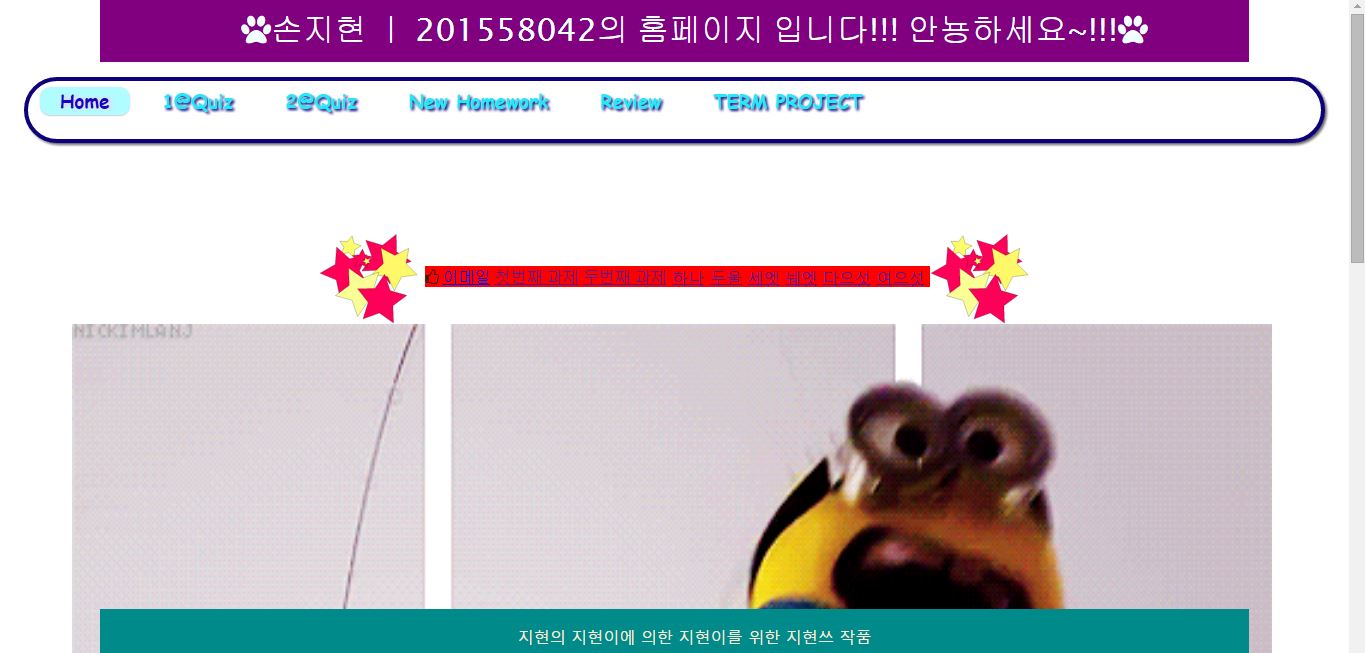 손지현 | 201558042의 홈페이지 입니다!!! 안뇽하세요~!!!
Home 1@Quiz 2@Quiz New Homework Review TERM PROJECT
이메일 첫번째 과제 두번째 과제 하나 두울 세엣 네엣 다으섯 여으섯
NICKIMLANJ
지현의 지현이에 의한 지현이를 위한 지현쓰 작품